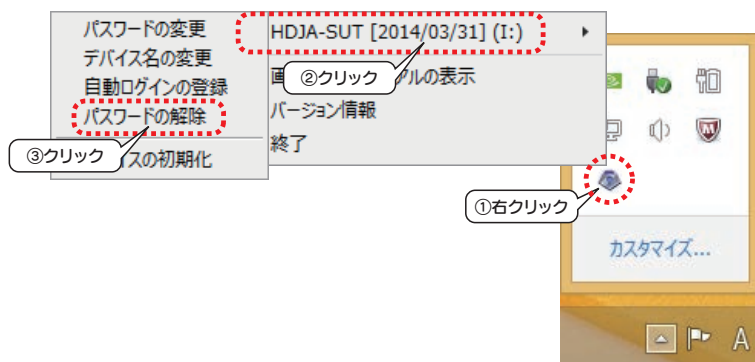 パスワードの変更
デバイス名の変更
自動ログインの登録
パスワードの解除
③クリック
イスの初期化
HDJA-SUT [2014/03/31] (I:)
②クリック
画
アルの表示
バージョン情報
終了
①右クリック
カスタマイズ...
A